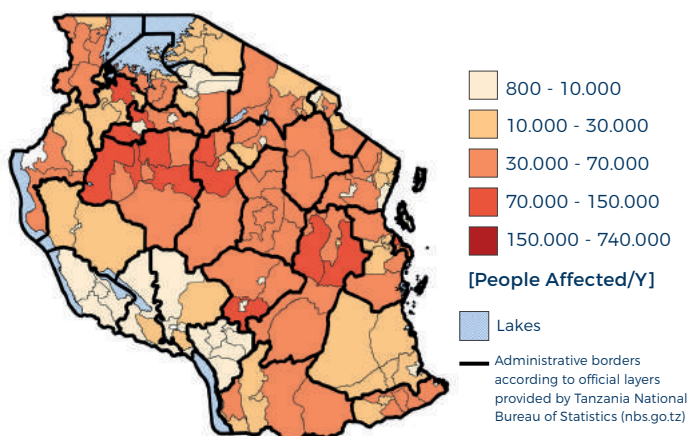 800 - 10.000
10.000 - 30.000
30.000 - 70.000
70.000 - 150.000
150.000 - 740.000
[People Affected/Y]
Lakes
Administrative borders
according to official layers
provided by Tanzania National
Bureau of Statistics (nbs.go.tz)